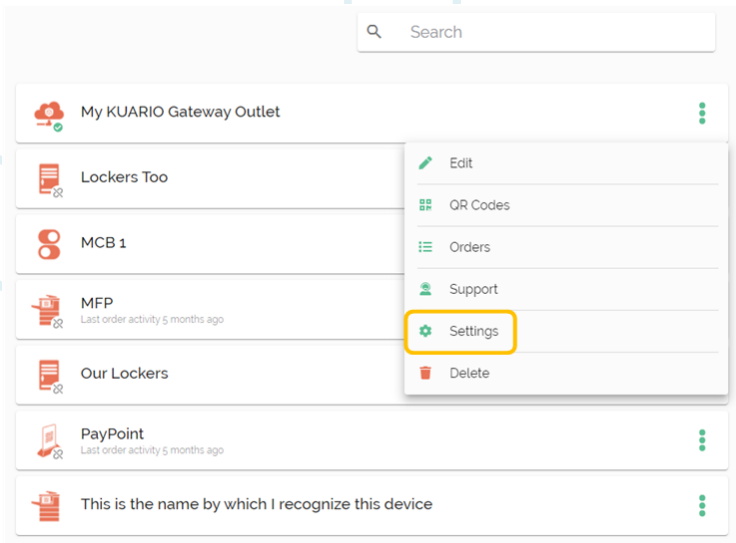 Search
My KUARIO Gateway Outlet
Lockers Too
Edit
QR Codes
MCB 1
Orders
Support
MFP
Last order activity 5 months ago
Settings
Our Lockers
Delete
PayPoint
Last order activity 5 months ago
This is the name by which I recognize this device